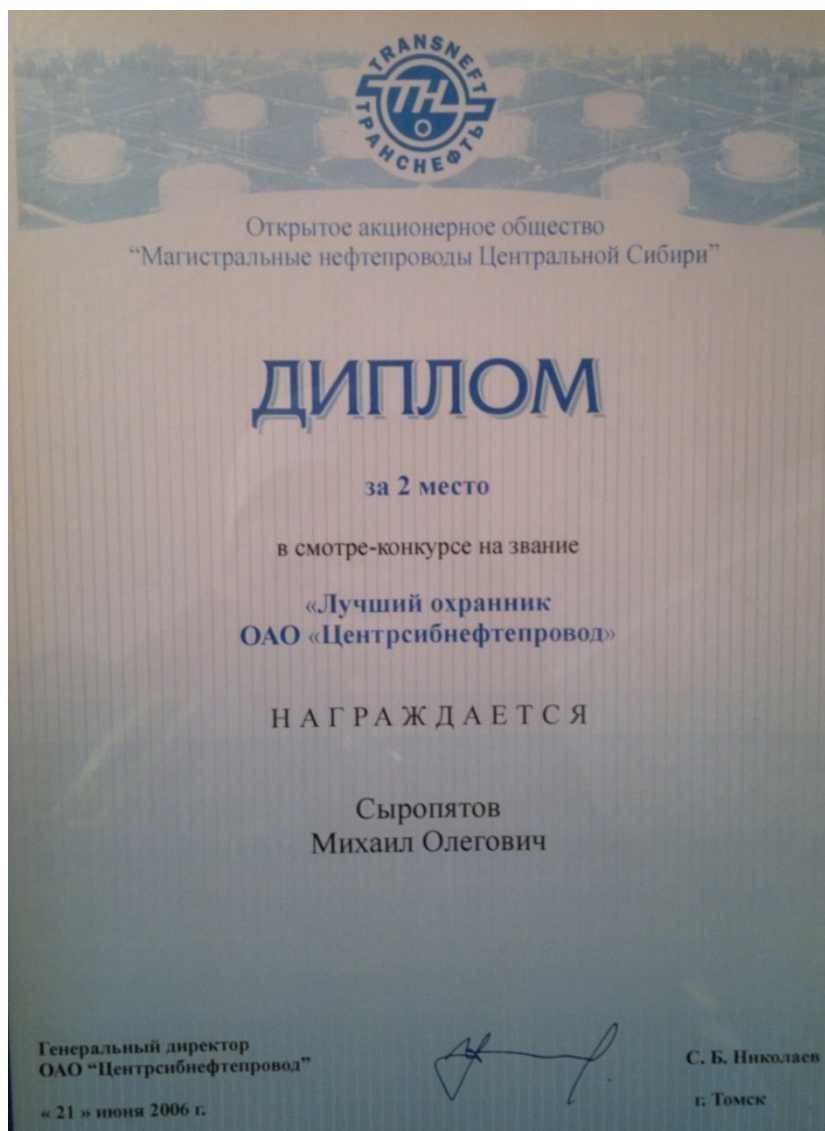 TRANSNEFT
ТН
ТРАНСНЕФТЬ
Открытое акционерное общество
“Магистральные нефтепроводы Центральной Сибири”
ДИПЛОМ
за 2 место
в смотре-конкурсе на звание
«Лучший охранник
ОАО «Центрсибнефтепровод»
НАГРАЖДАЕТСЯ
Сыропятов
Михаил Олегович
Генеральный директор
ОАО “Центрсибнефтепровод”
С. Б. Николаев
« 21 » июня 2006 г.
г. Томск